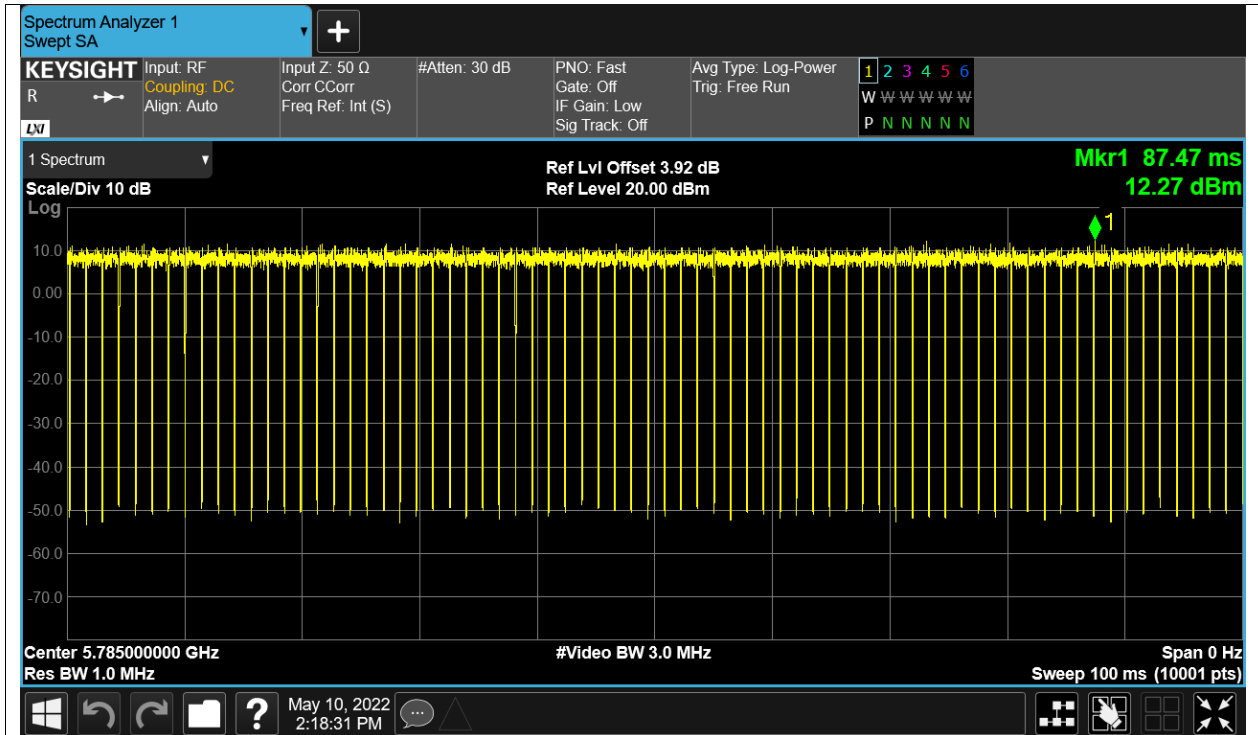 Spectrum Analyzer 1
Swept SA
+
KEYSIGHT
R
LXI
Input: RF
Coupling: DC
Align: Auto
Input Z: 50 Ω
Corr CCorr
Freq Ref: Int (S)
#Atten: 30 dB
PNO: Fast
Gate: Off
IF Gain: Low
Sig Track: Off
Avg Type: Log-Power
Trig: Free Run
1 2 3 4 5 6
W W W W W W
P N N N N N
1 Spectrum
Scale/Div 10 dB
Log
Ref Lvl Offset 3.92 dB
Ref Level 20.00 dBm
Mkr1 87.47 ms
12.27 dBm
1
10.0
0.00
-10.0
-20.0
-30.0
-40.0
-50.0
-60.0
-70.0
Center 5.785000000 GHz
Res BW 1.0 MHz
#Video BW 3.0 MHz
Span 0 Hz
Sweep 100 ms (10001 pts)
?
May 10, 2022
2:18:31 PM